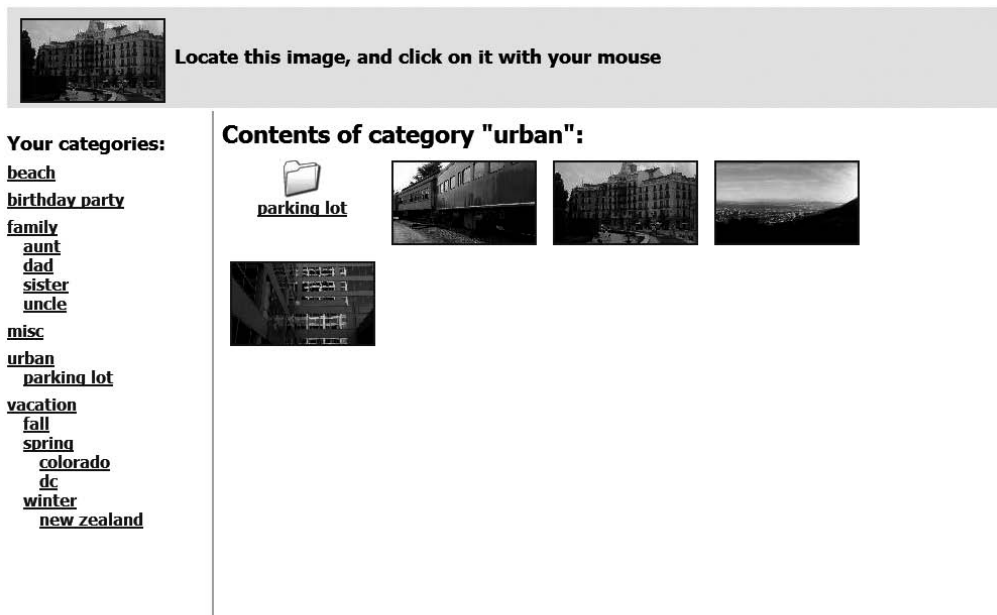 Locate this image, and click on it with your mouse
Your categories:
beach
birthday party
family
aunt
dad
sister
uncle
misc
urban
parking lot
vacation
fall
spring
colorado
dc
winter
new zealand
Contents of category "urban":
parking lot